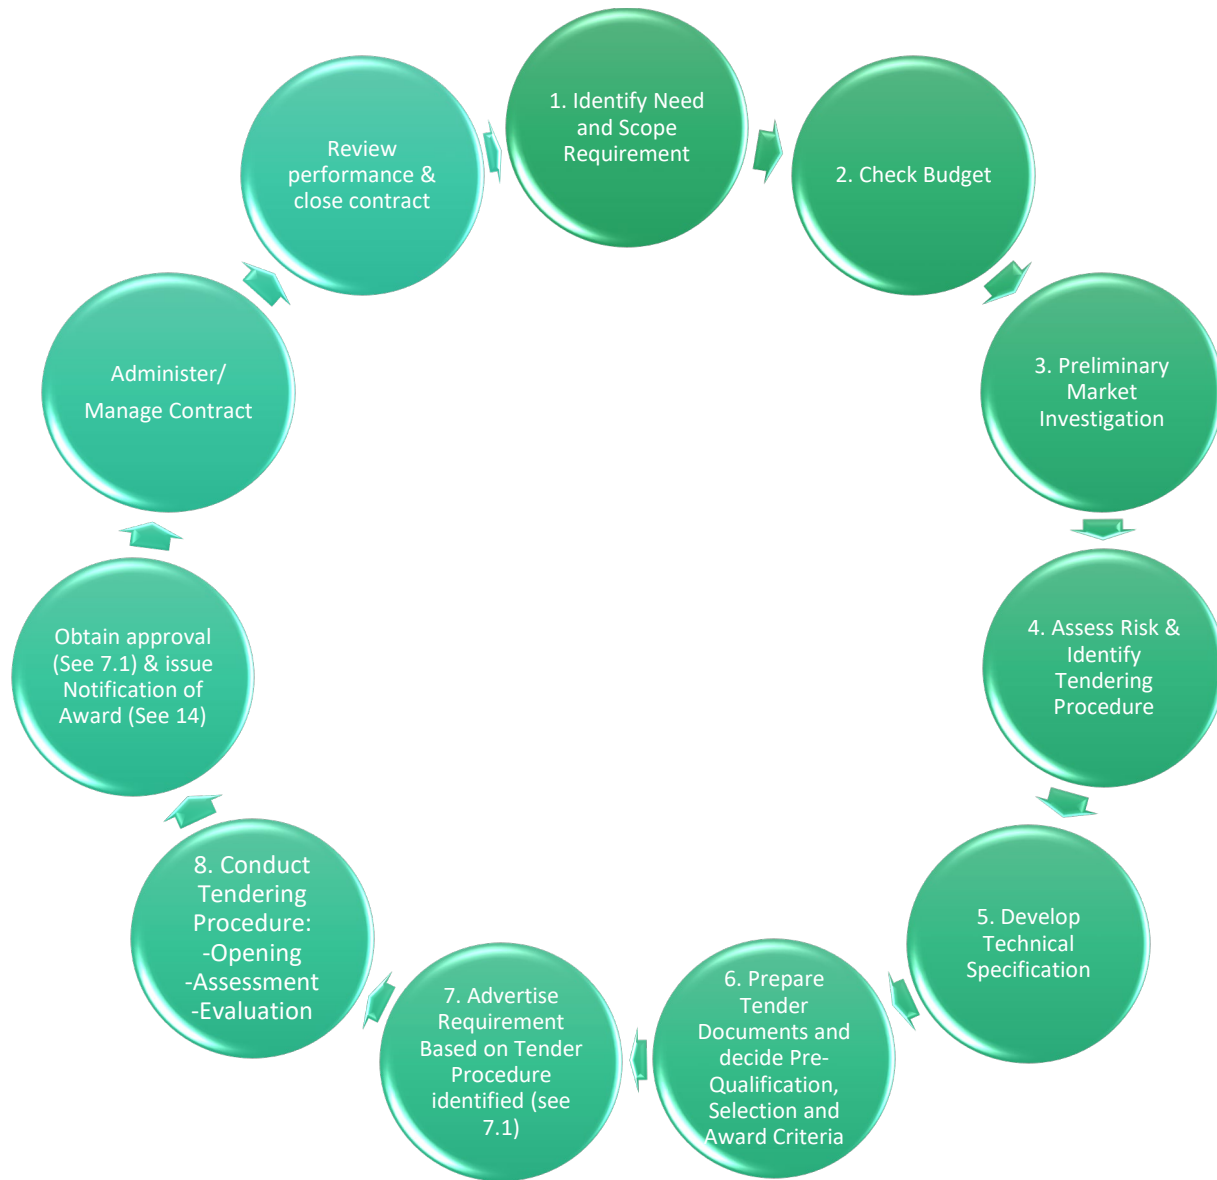 1. Identify Need
and Scope
Requirement
2. Check Budget
3. Preliminary
Market
Investigation
4. Assess Risk &
Identify
Tendering
Procedure
5. Develop
Technical
Specification
6. Prepare
Tender
Documents and
decide Pre-
Qualification,
Selection and
Award Criteria
7. Advertise
Requirement
Based on Tender
Procedure
identified (see
7.1)
8. Conduct
Tendering
Procedure:
-Opening
-Assessment
-Evaluation
Obtain approval
(See 7.1) & issue
Notification of
Award (See 14)
Administer/
Manage Contract
Review
performance &
close contract